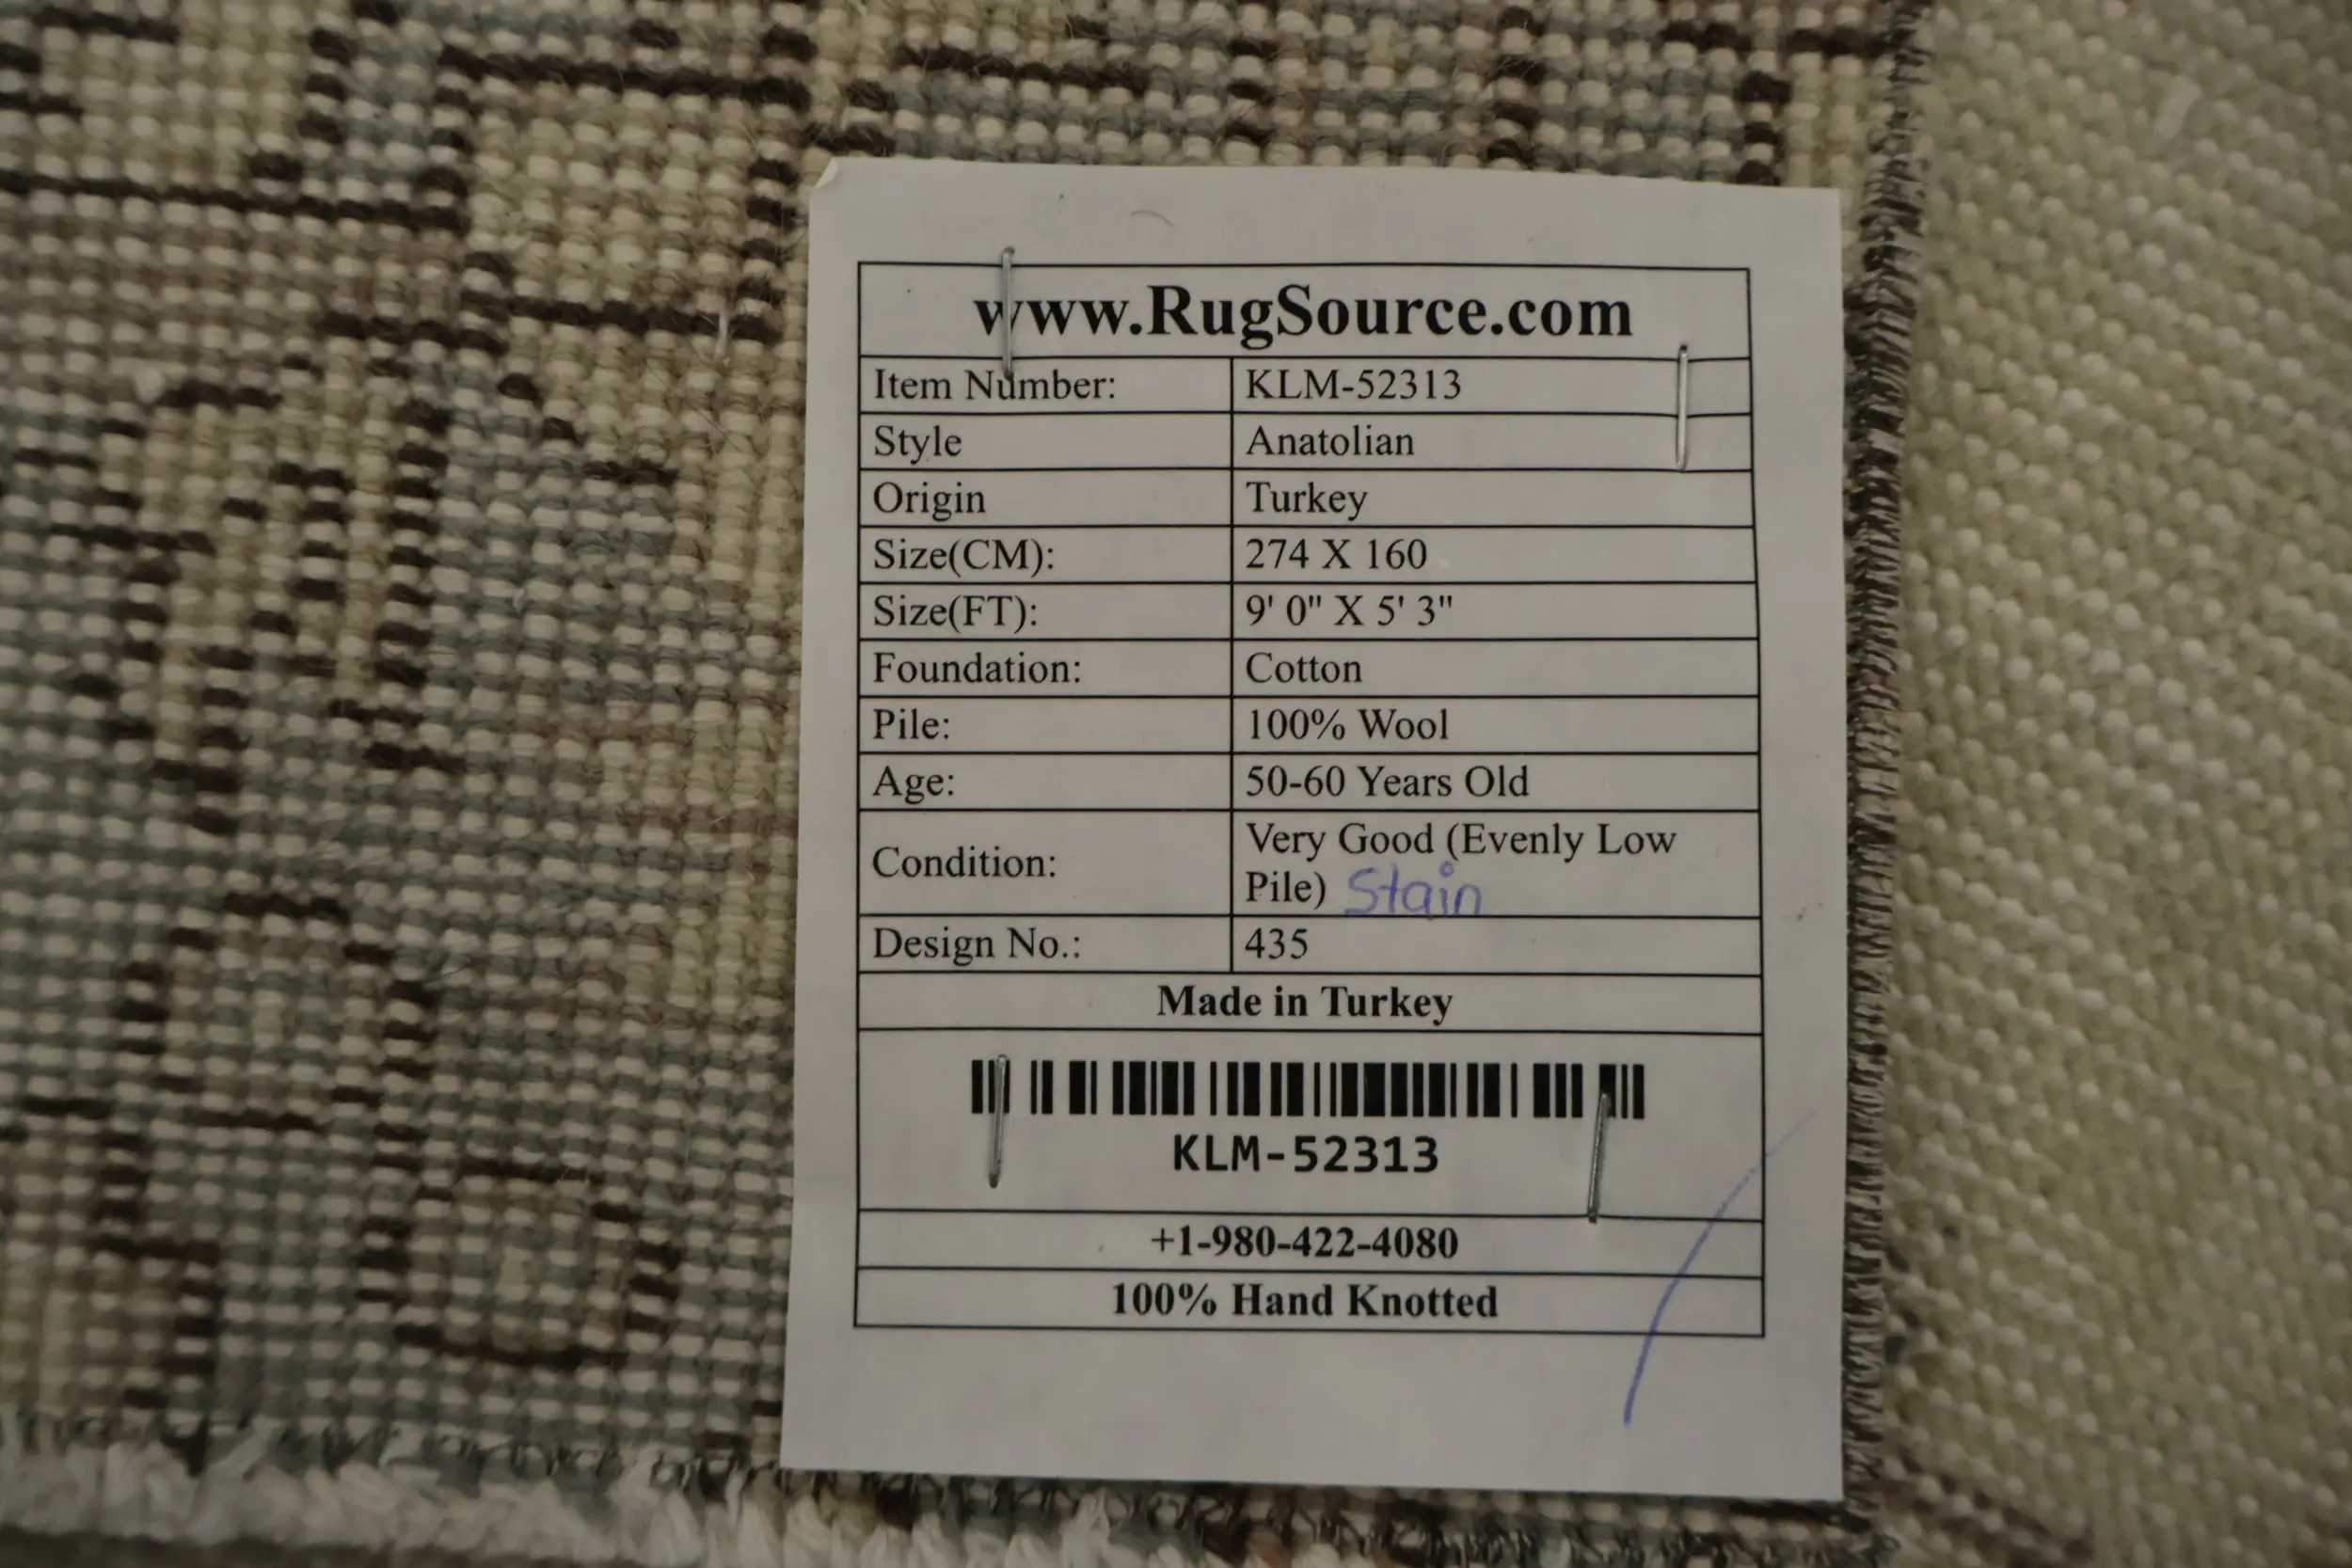 www.RugSource.com
Item Number: KLM-52313
Style Anatolian
Origin Turkey
Size(CM): 274 X 160
Size(FT): 9' 0" X 5' 3"
Foundation: Cotton
Pile: 100% Wool
Age: 50-60 Years Old
Condition: Very Good (Evenly Low
Pile) Stain
Design No.: 435
Made in Turkey
KLM-52313
+1-980-422-4080
100% Hand Knotted